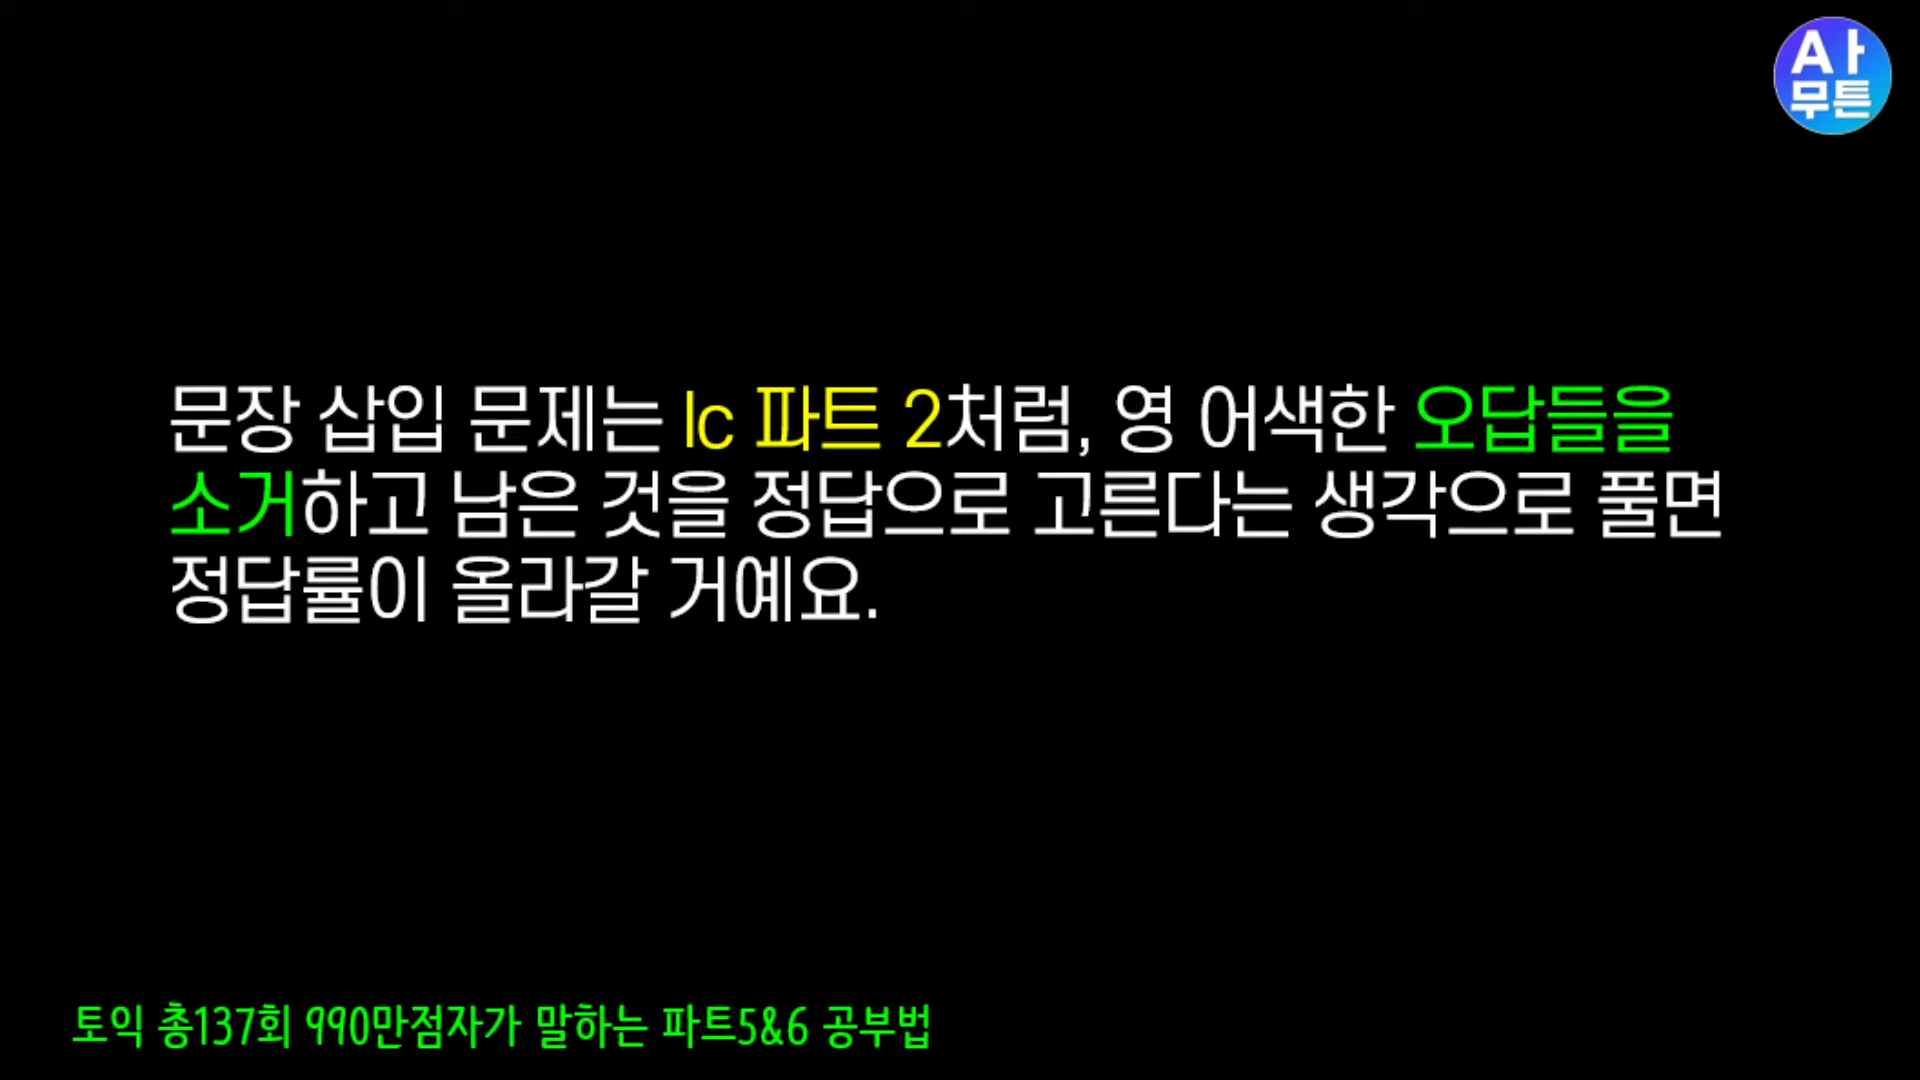 Aㅏ
무튼
문장 삽입 문제는 lc 파트 2처럼, 영 어색한 오답들을
소거하고 남은 것을 정답으로 고른다는 생각으로 풀면
정답률이 올라갈 거예요.
토익 총137회 990만점자가 말하는 파트5&6 공부법